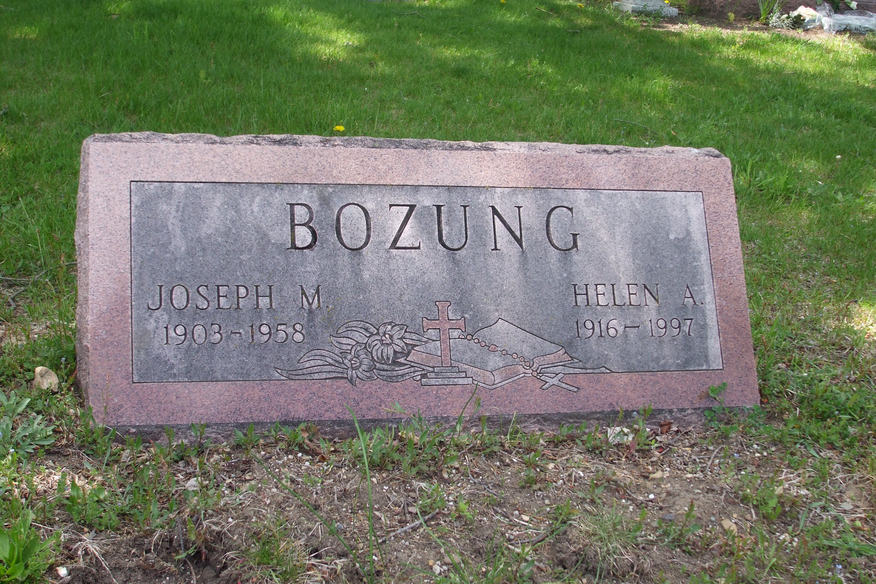 BOZUNG
JOSEPH M. HELEN A.
1903-1958 1916-1997